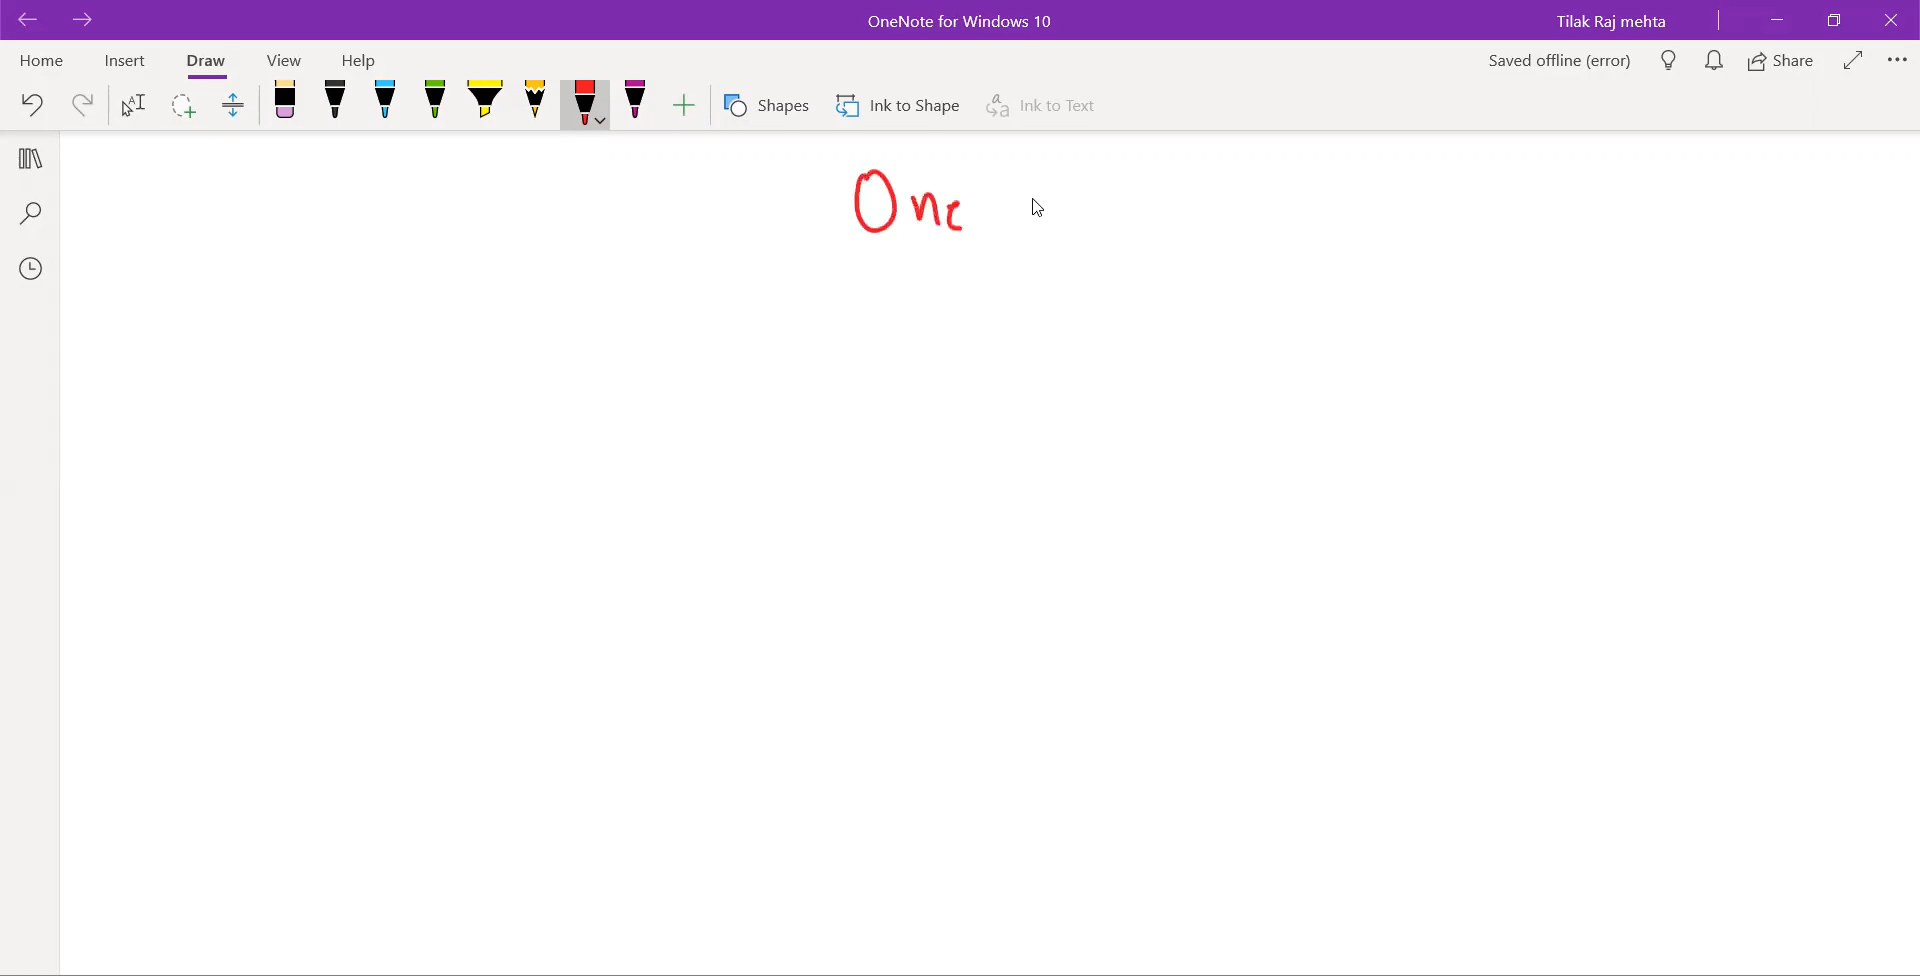 OneNote for Windows 10 Tilak Raj mehta
Home Insert Draw View Help Saved offline (error) Share
Shapes Ink to Shape Ink to Text
One